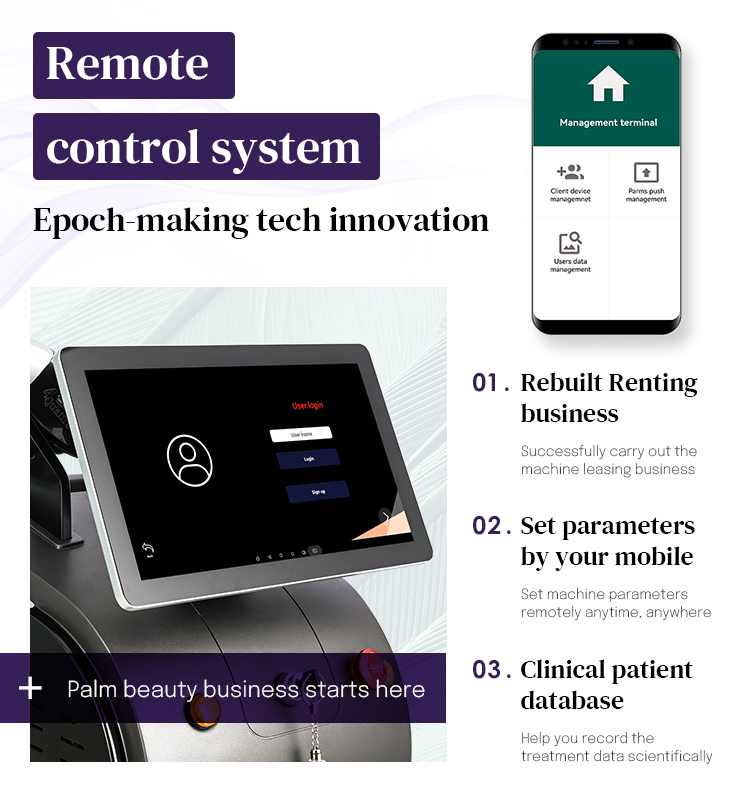 Remote
control system
Epoch-making tech innovation
Management terminal
Client device
managemnet
Parms push
management
Users data
management
User login
User name
Login
Sign up
+ Palm beauty business starts here
01. Rebuilt Renting
business
Successfully carry out the
machine leasing business
02. Set parameters
by your mobile
Set machine parameters
remotely anytime, anywhere
03. Clinical patient
database
Help you record the
treatment data scientifically